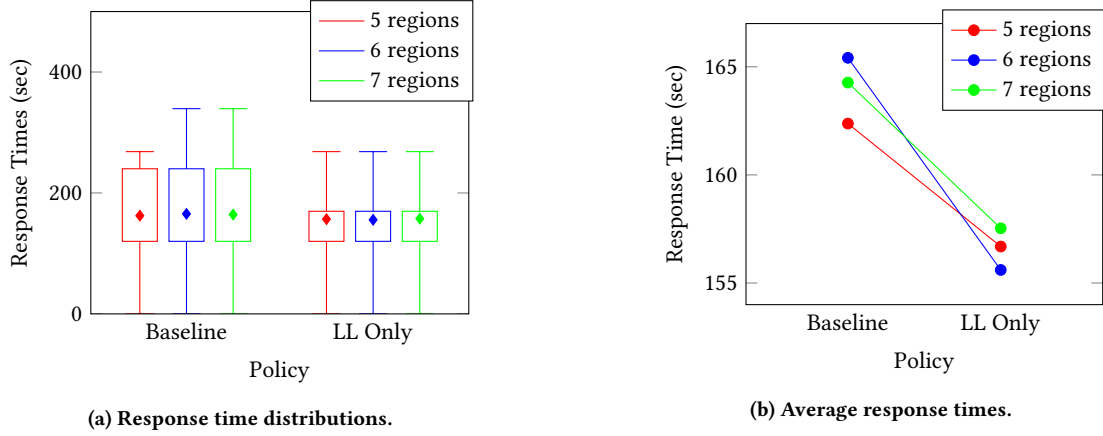 5 regions
6 regions
7 regions
400
200
0
Response Times (sec)
Baseline
LL Only
Policy
(a) Response time distributions.
5 regions
6 regions
7 regions
165
160
155
Response Time (sec)
Baseline
LL Only
Policy
(b) Average response times.